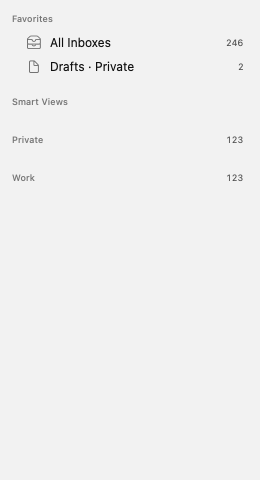 Favorites
All Inboxes 246
Drafts · Private 2
Smart Views
Private 123
Work 123